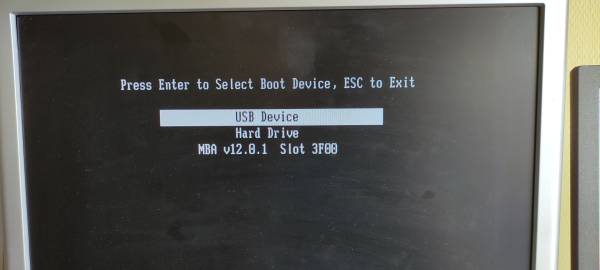 Press Enter to Select Boot Device, ESC to Exit
USB Device
Hard Drive
MBA v12.0.1 Slot 3F00